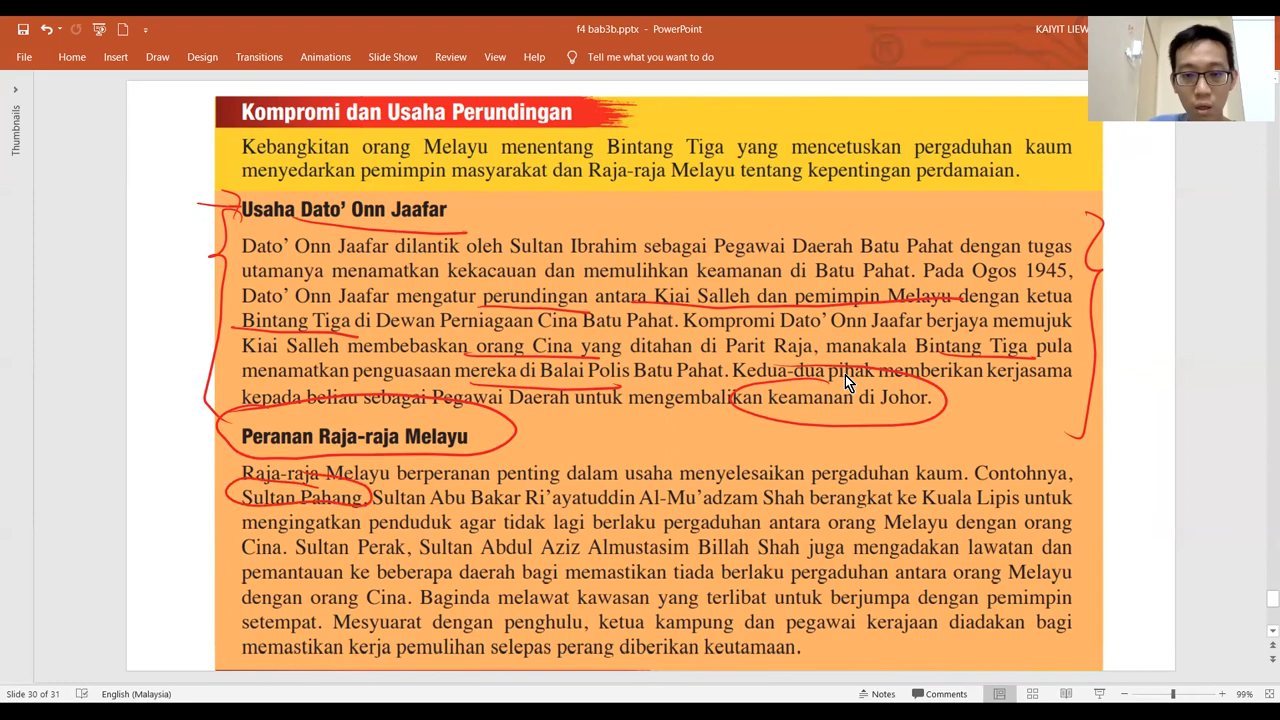 f4 bab3b.pptx - PowerPoint
KAIYIT LIEW
File Home Insert Draw Design Transitions Animations Slide Show Review View Help Tell me what you want to do
Thumbnails
Kompromi dan Usaha Perundingan
Kebangkitan orang Melayu menentang Bintang Tiga yang mencetuskan pergaduhan kaum
menyedarkan pemimpin masyarakat dan Raja-raja Melayu tentang kepentingan perdamaian.
Usaha Dato' Onn Jaafar
Dato' Onn Jaafar dilantik oleh Sultan Ibrahim sebagai Pegawai Daerah Batu Pahat dengan tugas
utamanya menamatkan kekacauan dan memulihkan keamanan di Batu Pahat. Pada Ogos 1945,
Dato' Onn Jaafar mengatur perundingan antara Kiai Salleh dan pemimpin Melayu dengan ketua
Bintang Tiga di Dewan Perniagaan Cina Batu Pahat. Kompromi Dato' Onn Jaafar berjaya memujuk
Kiai Salleh membebaskan orang Cina yang ditahan di Parit Raja, manakala Bintang Tiga pula
menamatkan penguasaan mereka di Balai Polis Batu Pahat. Kedua-dua pihak memberikan kerjasama
kepada beliau sebagai Pegawai Daerah untuk mengembalikan keamanan di Johor.
Peranan Raja-raja Melayu
Raja-raja Melayu berperanan penting dalam usaha menyelesaikan pergaduhan kaum. Contohnya,
Sultan Pahang, Sultan Abu Bakar Ri'ayatuddin Al-Mu'adzam Shah berangkat ke Kuala Lipis untuk
mengingatkan penduduk agar tidak lagi berlaku pergaduhan antara orang Melayu dengan orang
Cina. Sultan Perak, Sultan Abdul Aziz Almustasim Billah Shah juga mengadakan lawatan dan
pemantauan ke beberapa daerah bagi memastikan tiada berlaku pergaduhan antara orang Melayu
dengan orang Cina. Baginda melawat kawasan yang terlibat untuk berjumpa dengan pemimpin
setempat. Mesyuarat dengan penghulu, ketua kampung dan pegawai kerajaan diadakan bagi
memastikan kerja pemulihan selepas perang diberikan keutamaan.
Slide 30 of 31 English (Malaysia) Notes Comments 99%